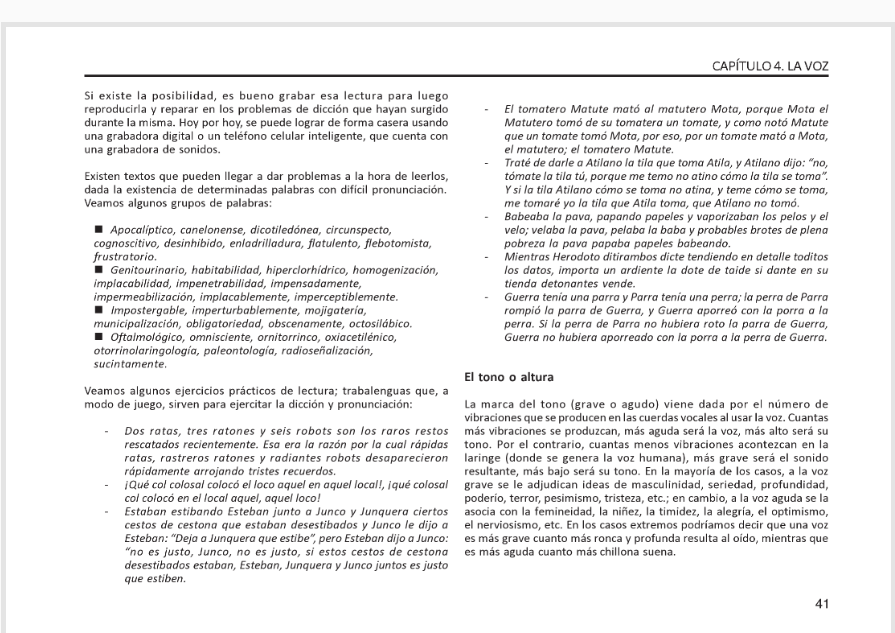 CAPÍTULO 4. LA VOZ
Si existe la posibilidad, es bueno grabar esa lectura para luego
reproducirla y reparar en los problemas de dicción que hayan surgido
durante la misma. Hoy por hoy, se puede lograr de forma casera usando
una grabadora digital o un teléfono celular inteligente, que cuenta con
una grabadora de sonidos.
Existen textos que pueden llegar a dar problemas a la hora de leerlos,
dada la existencia de determinadas palabras con difícil pronunciación.
Veamos algunos grupos de palabras:
■ Apocalíptico, canelonense, dicotiledónea, circunspecto,
cognoscitivo, desinhibido, enladrilladura, flatulento, flebotomista,
frustratorio.
■ Genitourinario, habitabilidad, hiperclorhídrico, homogenización,
implacabilidad, impenetrabilidad, impensadamente,
impermeabilización, implacablemente, imperceptiblemente.
■ Impostergable, imperturbablemente, mojigatería,
municipalización, obligatoriedad, obscenamente, octosilábico.
■ Oftalmológico, omnisciente, ornitorrinco, oxiacetilénico,
otorrinolaringología, paleontología, radioseñalización,
sucintamente.
Veamos algunos ejercicios prácticos de lectura; trabalenguas que, a
modo de juego, sirven para ejercitar la dicción y pronunciación:
- Dos ratas, tres ratones y seis robots son los raros restos
rescatados recientemente. Esa era la razón por la cual rápidas
ratas, rastreros ratones y radiantes robots desaparecieron
rápidamente arrojando tristes recuerdos.
- ¡Qué col colosal colocó el loco aquel en aquel local!, ¡qué colosal
col colocó en el local aquel, aquel loco!
- Estaban estibando Esteban junto a Junco y Junquera ciertos
cestos de cestona que estaban desestibados y Junco le dijo a
Esteban: “Deja a Junquera que estibe”, pero Esteban dijo a Junco:
“no es justo, Junco, no es justo, si estos cestos de cestona
desestibados estaban, Esteban, Junquera y Junco juntos es justo
que estiben.
- El tomatero Matute mató al matutero Mota, porque Mota el
Matutero tomó de su tomatera un tomate, y como notó Matute
que un tomate tomó Mota, por eso, por un tomate mató a Mota,
el matutero; el tomatero Matute.
- Traté de darle a Atilano la tila que toma Atila, y Atilano dijo: “no,
tómate la tila tú, porque me temo no atino cómo la tila se toma”.
Y si la tila Atilano cómo se toma no atina, y teme cómo se toma,
me tomaré yo la tila que Atila toma, que Atilano no tomó.
- Babeaba la pava, papando papeles y vaporizaban los pelos y el
velo; velaba la pava, pelaba la baba y probables brotes de plena
pobreza la pava papaba papeles babeando.
- Mientras Herodoto ditirambos dicte tendiendo en detalle toditos
los datos, importa un ardiente la dote de taide si dante en su
tienda detonantes vende.
- Guerra tenía una parra y Parra tenía una perra; la perra de Parra
rompió la parra de Guerra, y Guerra aporreó con la porra a la
perra. Si la perra de Parra no hubiera roto la parra de Guerra,
Guerra no hubiera aporreado con la porra a la perra de Guerra.
El tono o altura
La marca del tono (grave o agudo) viene dada por el número de
vibraciones que se producen en las cuerdas vocales al usar la voz. Cuantas
más vibraciones se produzcan, más aguda será la voz, más alto será su
tono. Por el contrario, cuantas menos vibraciones acontezcan en la
laringe (donde se genera la voz humana), más grave será el sonido
resultante, más bajo será su tono. En la mayoría de los casos, a la voz
grave se le adjudican ideas de masculinidad, seriedad, profundidad,
poderío, terror, pesimismo, tristeza, etc.; en cambio, a la voz aguda se la
asocia con la femineidad, la niñez, la timidez, la alegría, el optimismo,
el nerviosismo, etc. En los casos extremos podríamos decir que una voz
es más grave cuanto más ronca y profunda resulta al oído, mientras que
es más aguda cuanto más chillona suena.
41